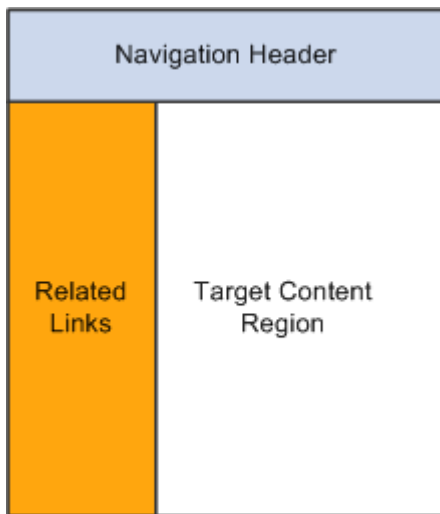 Navigation Header
Related
Links
Target Content
Region